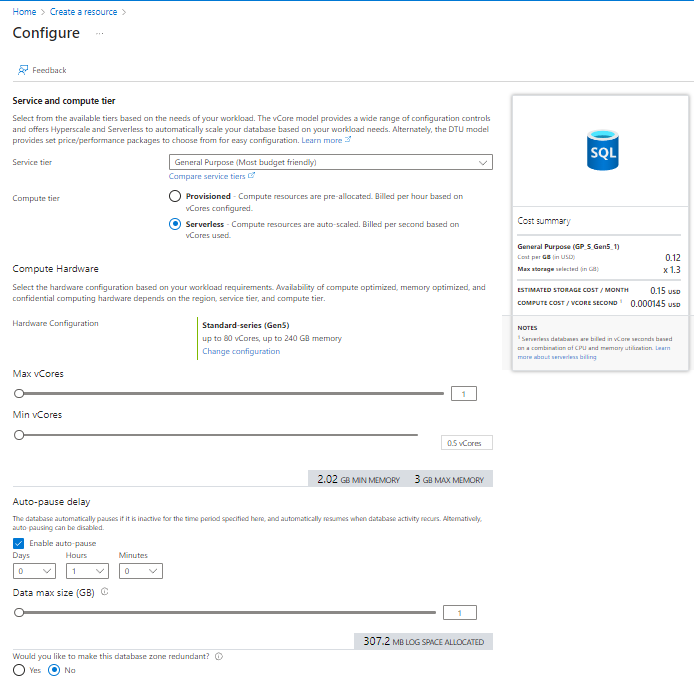 Home > Create a resource >
Configure ...
Feedback
Service and compute tier
Select from the available tiers based on the needs of your workload. The vCore model provides a wide range of configuration controls
and offers Hyperscale and Serverless to automatically scale your database based on your workload needs. Alternately, the DTU model
provides set price/performance packages to choose from for easy configuration. Learn more
Service tier
General Purpose (Most budget friendly)
Compare service tiers
Compute tier
Provisioned - Compute resources are pre-allocated. Billed per hour based on
vCores configured.
Serverless - Compute resources are auto-scaled. Billed per second based on
vCores used.
Compute Hardware
Select the hardware configuration based on your workload requirements. Availability of compute optimized, memory optimized, and
confidential computing hardware depends on the region, service tier, and compute tier.
Hardware Configuration
Standard-series (Gen5)
up to 80 vCores, up to 240 GB memory
Change configuration
Max vCores
1
Min vCores
0.5 vCores
2.02 GB MIN MEMORY 3 GB MAX MEMORY
Auto-pause delay
The database automatically pauses if it is inactive for the time period specified here, and automatically resumes when database activity recurs. Alternatively,
auto-pausing can be disabled.
Enable auto-pause
Days Hours Minutes
0 1 0
Data max size (GB)
1
307.2 MB LOG SPACE ALLOCATED
Would you like to make this database zone redundant?
Yes No
SQL
Cost summary
General Purpose (GP_S_Gen5_1)
Cost per GB (in USD) 0.12
Max storage selected (in GB) x 1.3
ESTIMATED STORAGE COST / MONTH 0.15 USD
COMPUTE COST / VCORE SECOND 1 0.000145 USD
NOTES
1 Serverless databases are billed in vCore seconds based
on a combination of CPU and memory utilization. Learn
more about serverless billing